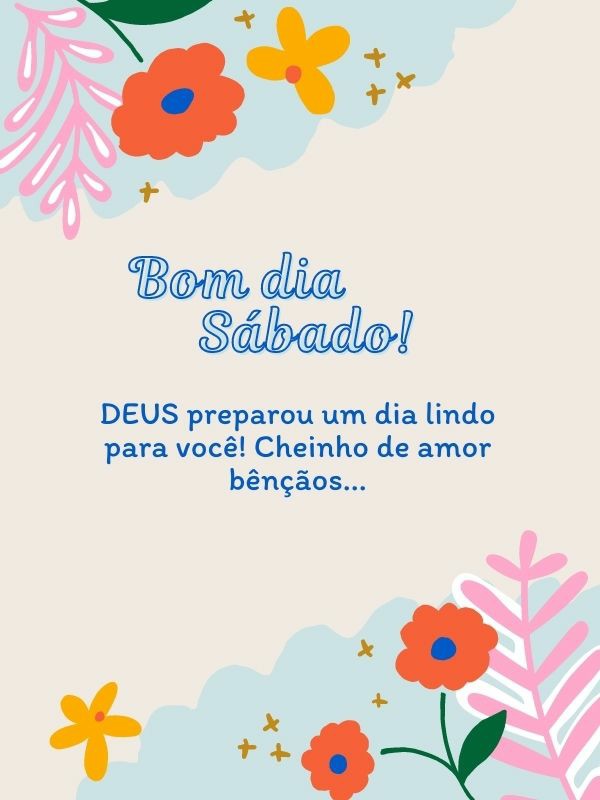 Bom dia
Sábado!
DEUS preparou um dia lindo
para você! Cheinho de amor
bênçãos...